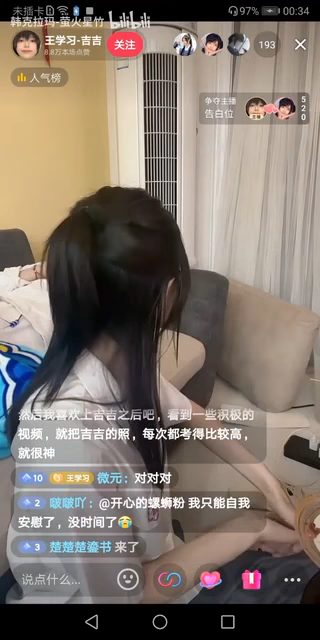 未插卡 97% 00:34
韩克拉玛-萤火星竹 bilibili
王学习-吉吉
8.8万本场点赞
关注
193
人气榜
争夺主播
告白位
520
然后我喜欢上吉吉之后吧，看到一些积极的
视频，就把吉吉的照，每次都考得比较高，
就很神
10 王学习 微元：对对对
2 啵啵吖：@开心的螺蛳粉 我只能自我
安慰了，没时间了😭
3 楚楚楚鎏书 来了
说点什么...